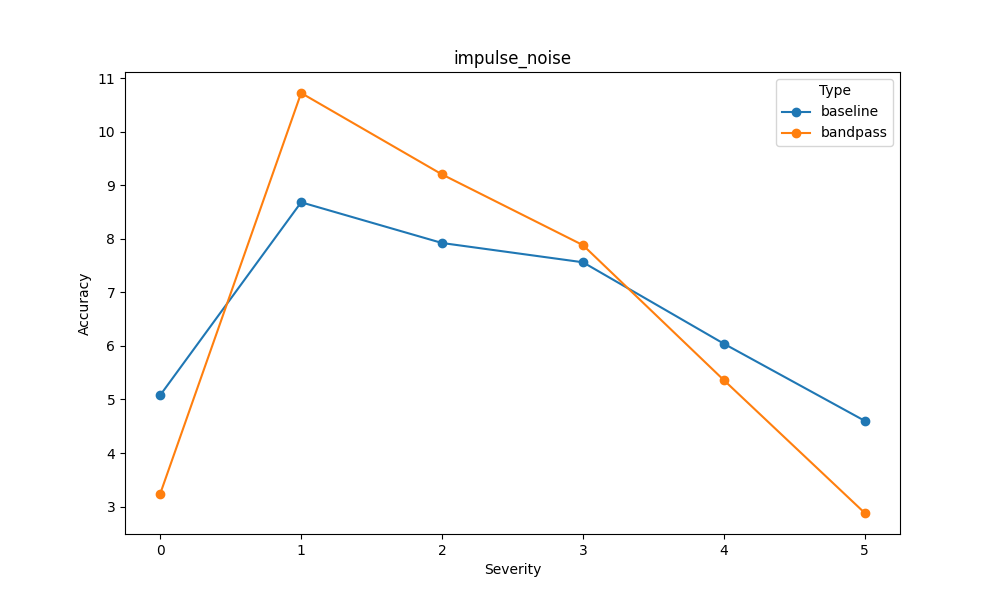 impulse_noise
11
10
9
8
7
6
5
4
3
Accuracy
0 1 2 3 4 5
Severity
Type
baseline
bandpass